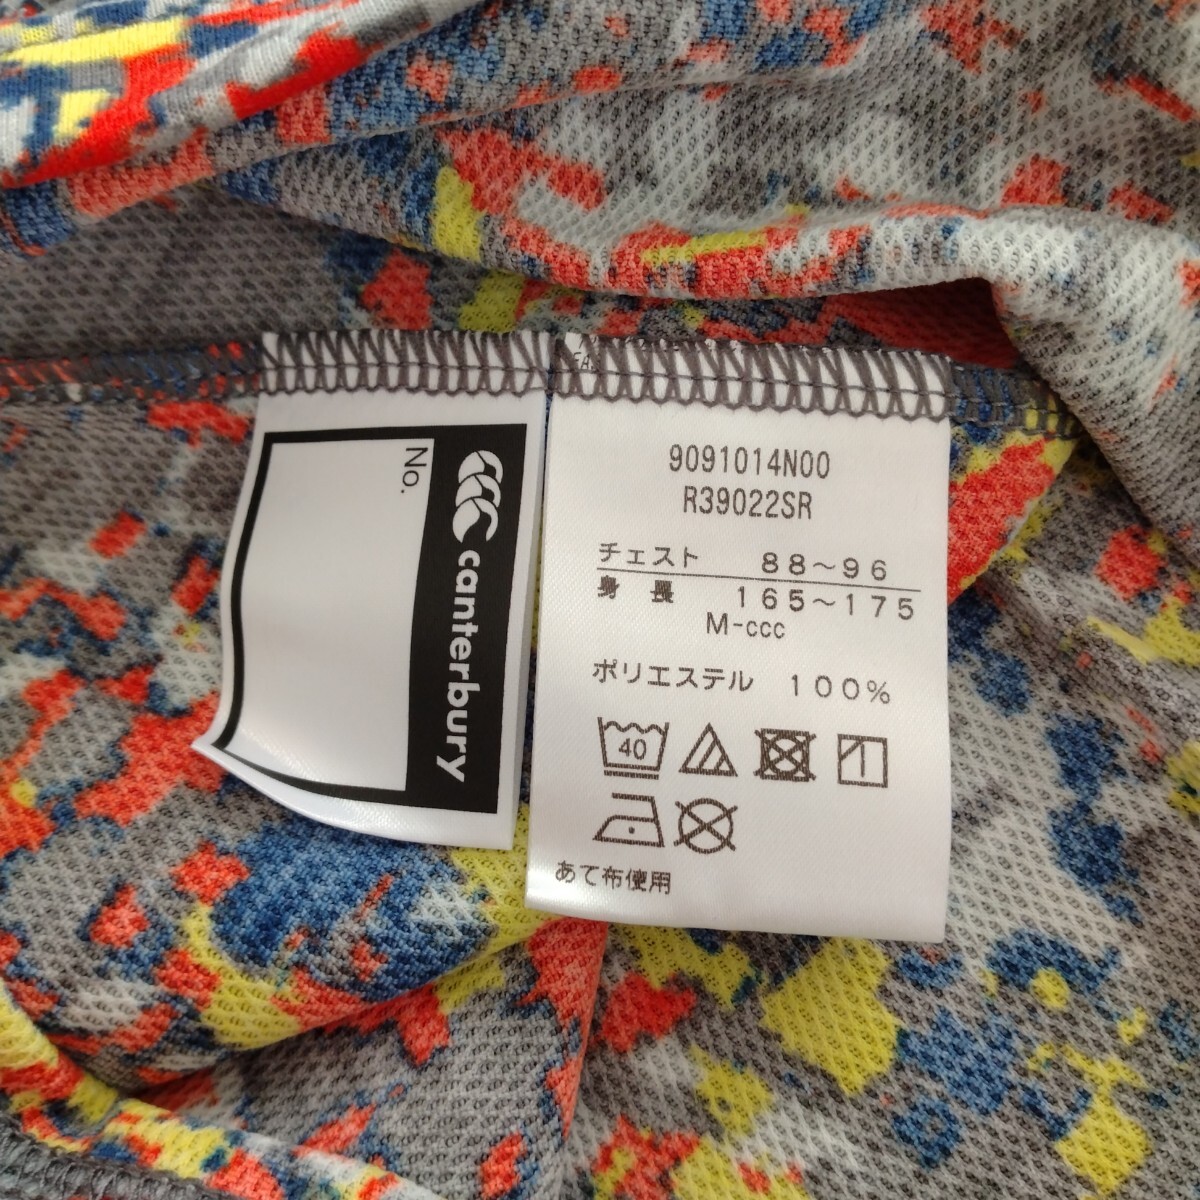 No.
canterbury
9091014N00
R39022SR
チェスト 88～96
身長 165～175
M-ccc
ポリエステル 100%
40
あて布使用